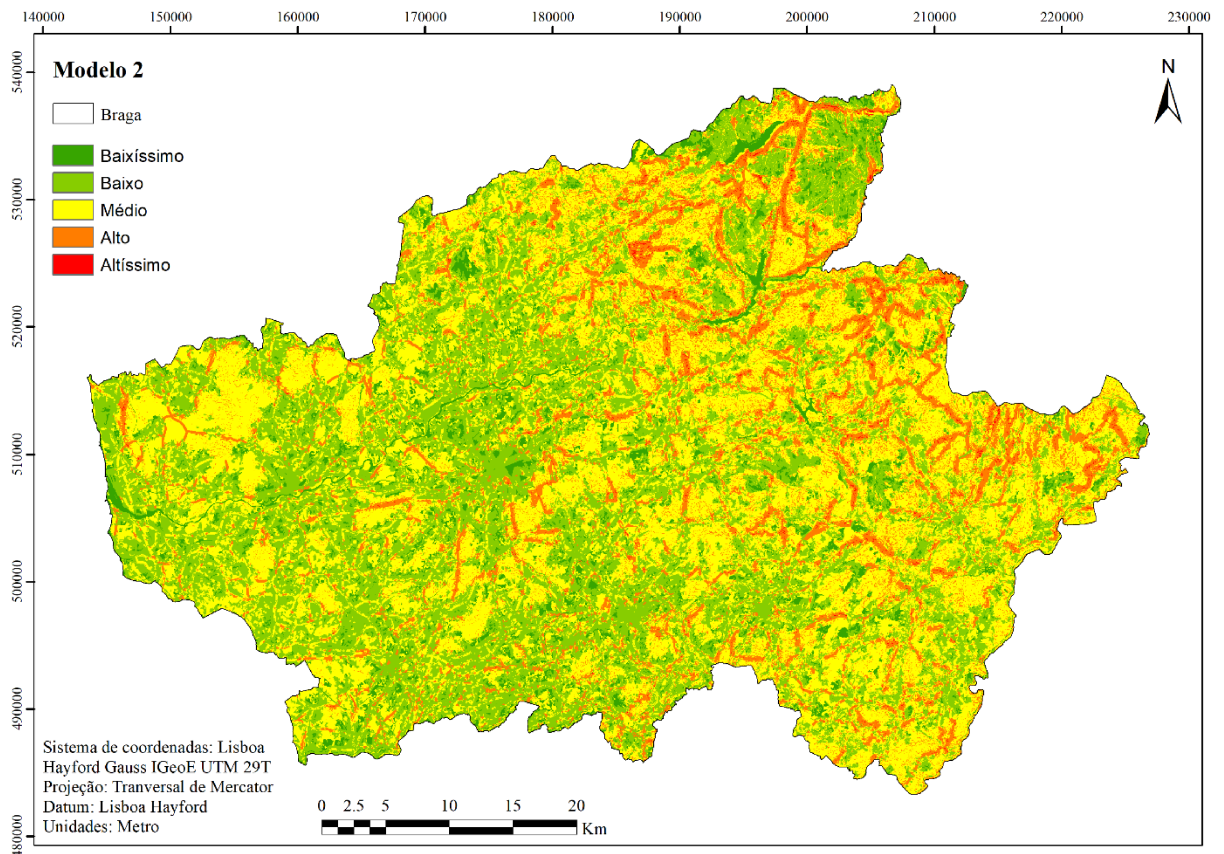 140000 150000 160000 170000 180000 190000 200000 210000 220000 230000
540000
530000
520000
510000
500000
490000
480000
Modelo 2
Braga
Baixíssimo
Baixo
Médio
Alto
Altíssimo
N
Sistema de coordenadas: Lisboa
Hayford Gauss IGeoE UTM 29T
Projeção: Tranversal de Mercator
Datum: Lisboa Hayford
Unidades: Metro
0 2.5 5 10 15 20
Km